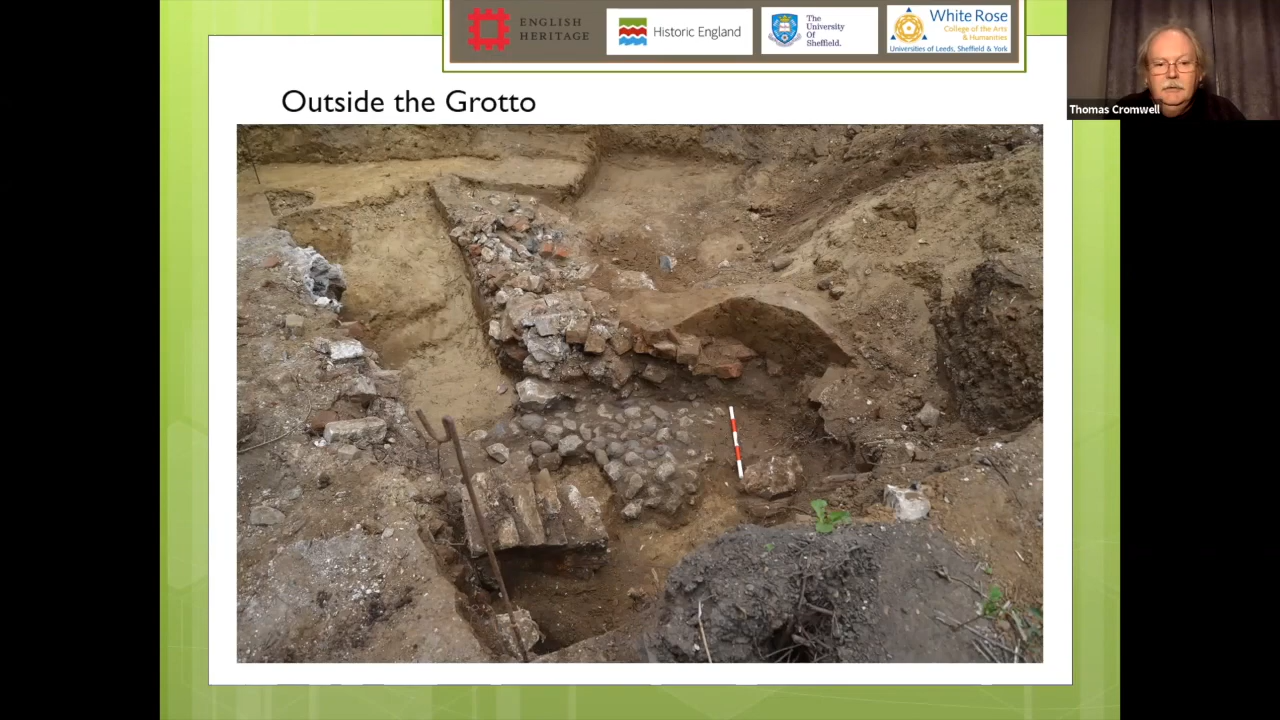 ENGLISH
HERITAGE
Historic England
The
University
Of
Sheffield.
White Rose
College of the Arts
& Humanities
Universities of Leeds, Sheffield & York
Thomas Cromwell
Outside the Grotto